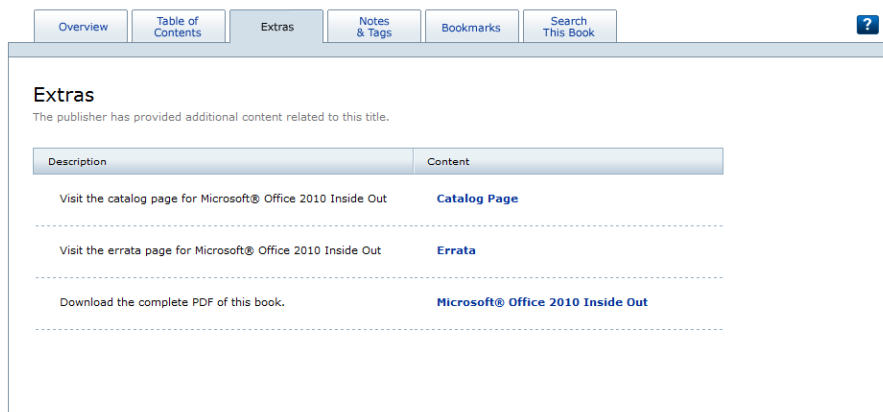 Overview
Table of
Contents
Extras
Notes
& Tags
Bookmarks
Search
This Book
?
Extras
The publisher has provided additional content related to this title.
Description Content
Visit the catalog page for Microsoft® Office 2010 Inside Out Catalog Page
Visit the errata page for Microsoft® Office 2010 Inside Out Errata
Download the complete PDF of this book. Microsoft® Office 2010 Inside Out